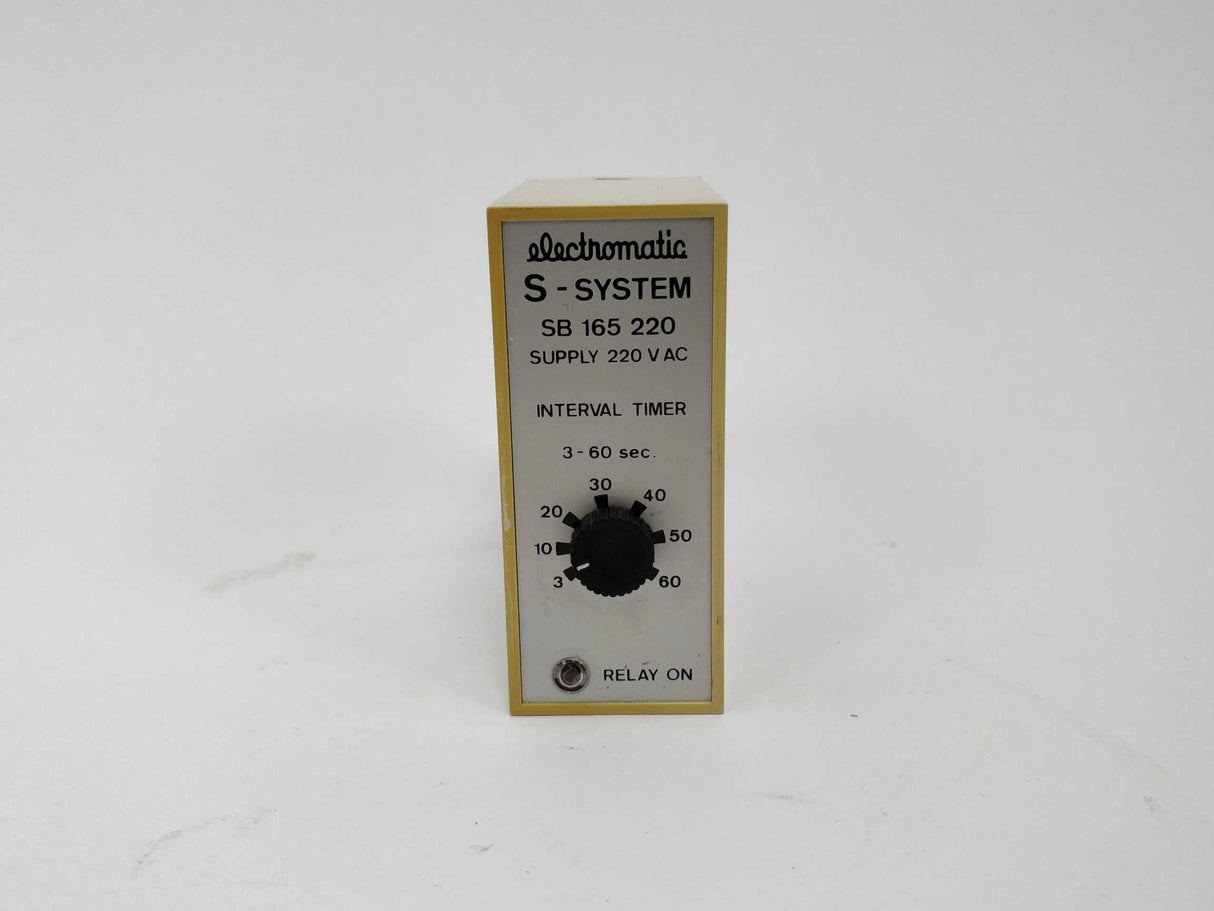 electromatic
S - SYSTEM
SB 165 220
SUPPLY 220 V AC
INTERVAL TIMER
3 - 60 sec.
30
20 40
10 50
3 60
RELAY ON